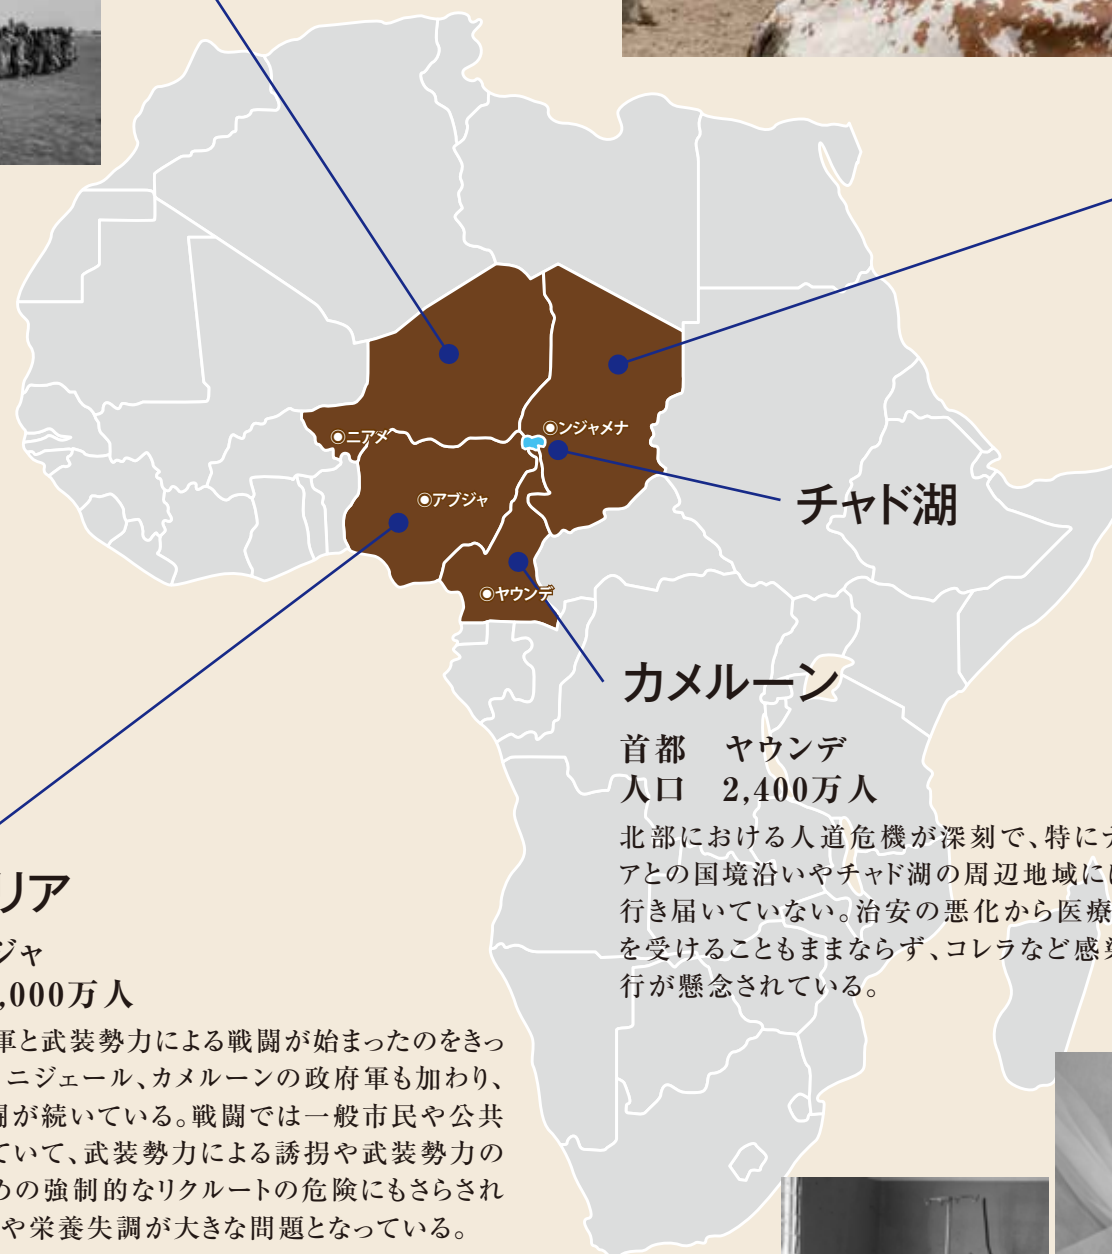 ニアメ
ンジャメナ
アブジャ
ヤウンデ
チャド湖
カメルーン
首都 ヤウンデ
人口 2,400万人
北部における人道危機が深刻で、特にナ
アとの国境沿いやチャド湖の周辺地域には
行き届いていない。治安の悪化から医療
を受けることもままならず、コレラなど感染
行が懸念されている。
リア
ジャ
,000万人
軍と武装勢力による戦闘が始まったのをきっ
ニジェール、カメルーンの政府軍も加わり、
闘が続いている。戦闘では一般市民や公共
ていて、武装勢力による誘拐や武装勢力の
めの強制的なリクルートの危険にもさらされ
や栄養失調が大きな問題となっている。